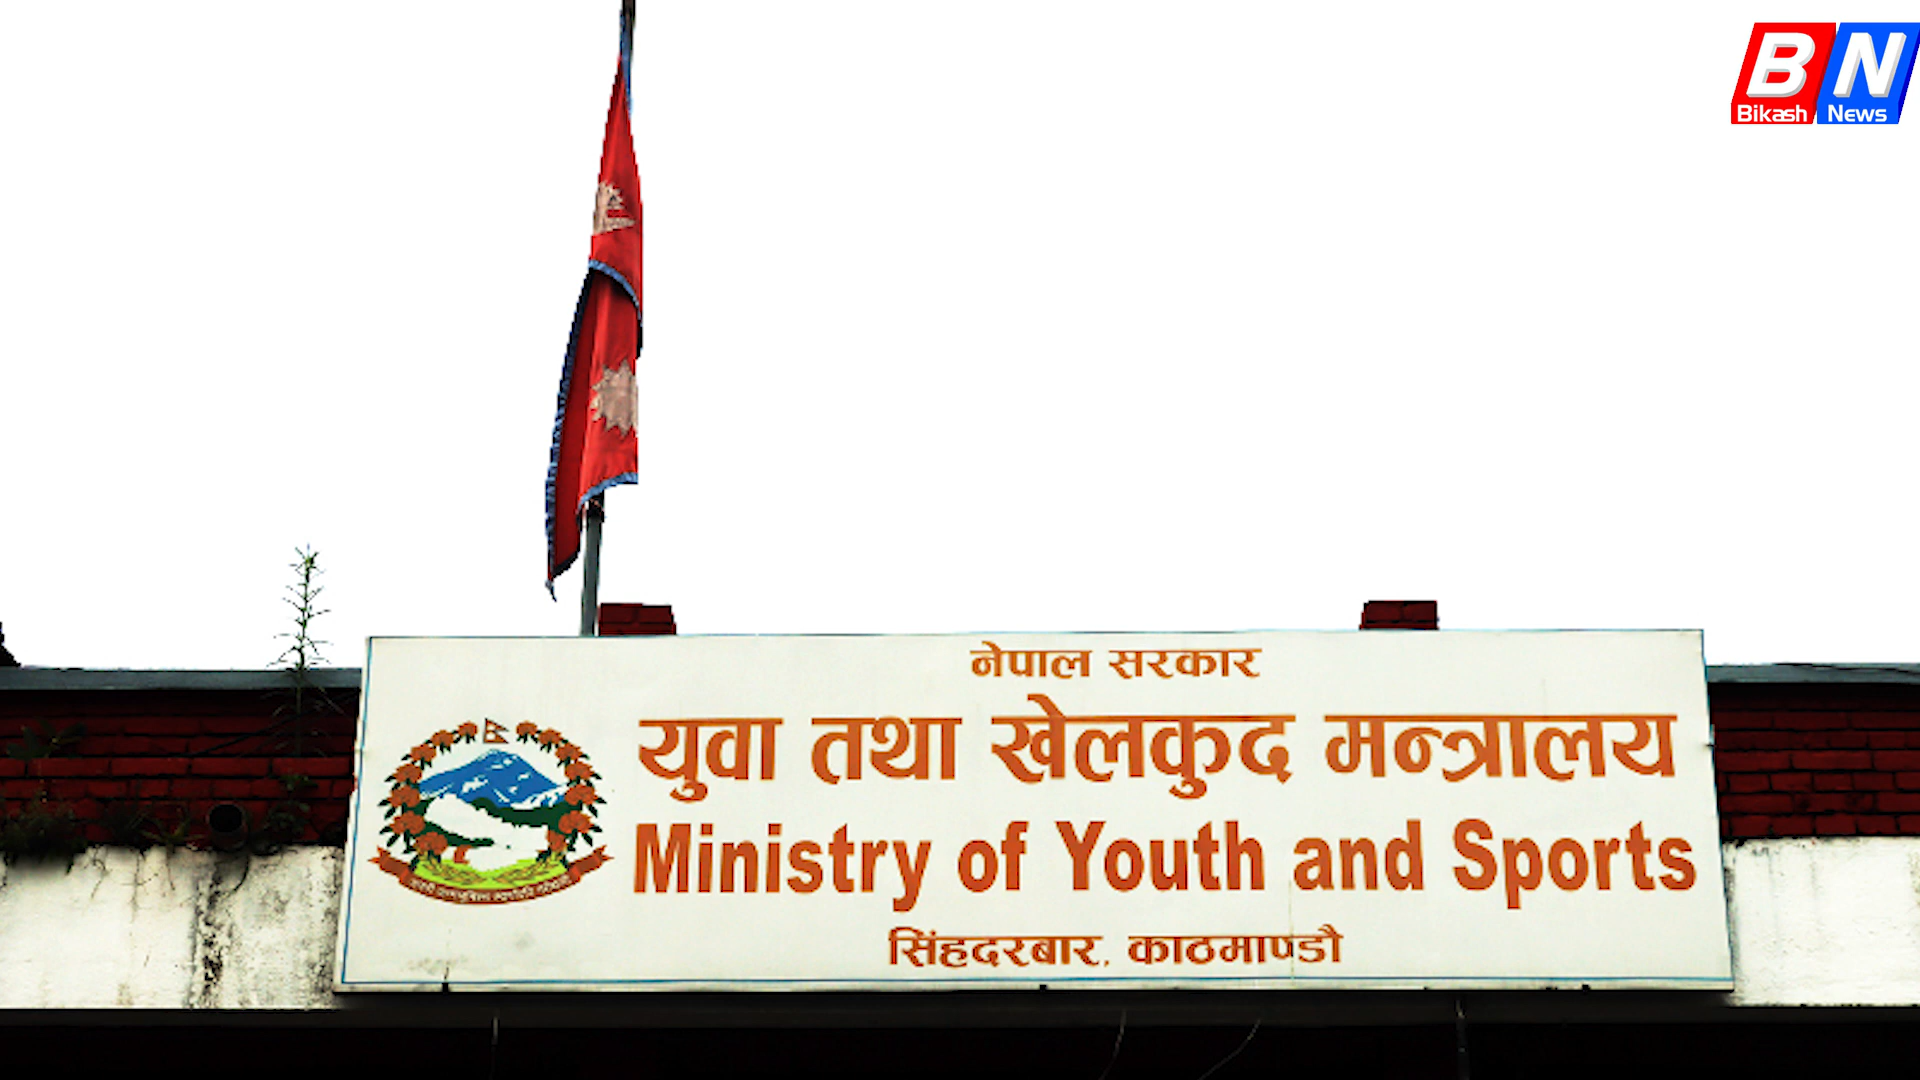 BN
Bikash News
नेपाल सरकार
युवा तथा खेलकुद मन्त्रालय
Ministry of Youth and Sports
सिंहदरबार, काठमाण्डौ